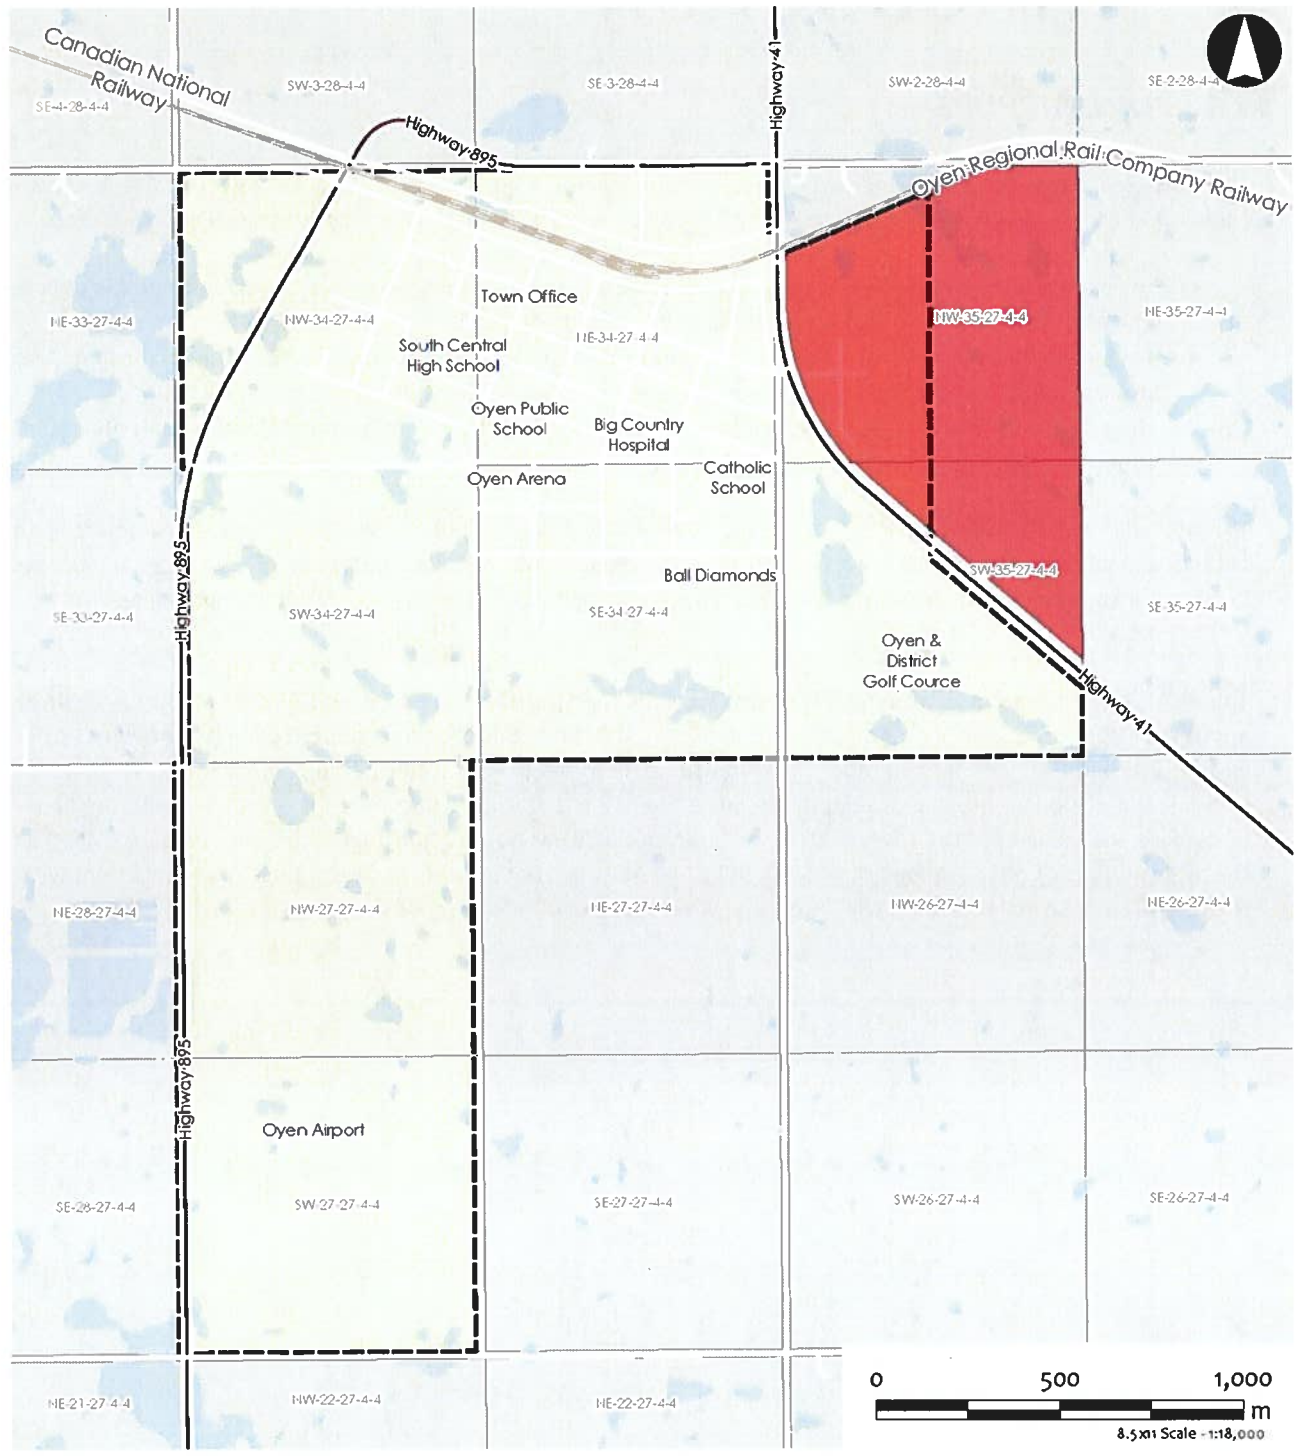 Canadian National
Railway
SE-4-28-4-4
SW-3-28-4-4
SE-3-28-4-4
Highway 41
SW-2-28-4-4
SE-2-28-4-4
Highway 895
Oyen Regional Rail Company Railway
NE-33-27-4-4
NW-34-27-4-4
Town Office
NE-34-27-4-4
South Central
High School
NW-35-27-4-4
NE-35-27-4-4
Oyen Public
School
Big Country
Hospital
Oyen Arena
Catholic
School
Highway 895
Ball Diamonds
SW-35-27-4-4
SE-33-27-4-4
SW-34-27-4-4
SE-34-27-4-4
SE-35-27-4-4
Oyen &
District
Golf Cource
Highway 41
NE-28-27-4-4
NW-27-27-4-4
NE-27-27-4-4
NW-26-27-4-4
NE-26-27-4-4
Highway 895
Oyen Airport
SE-28-27-4-4
SW-27-27-4-4
SE-27-27-4-4
SW-26-27-4-4
SE-26-27-4-4
NE-21-27-4-4
NW-22-27-4-4
NE-22-27-4-4
0 500 1,000
m
8.5x11 Scale - 1:18,000